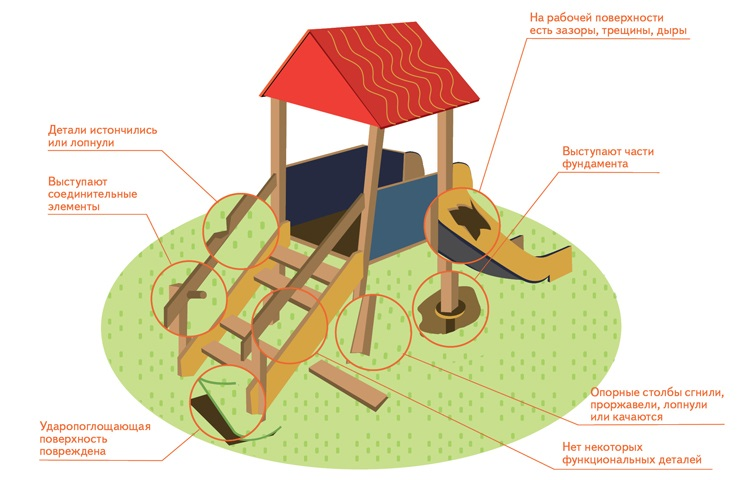 На рабочей поверхности
есть зазоры, трещины, дыры
Детали истончились
или лопнули
Выступают части
фундамента
Выступают
соединительные
элементы
Опорные столбы сгнили,
проржавели, лопнули
или качаются
Ударопоглощающая
поверхность
повреждена
Нет некоторых
функциональных деталей